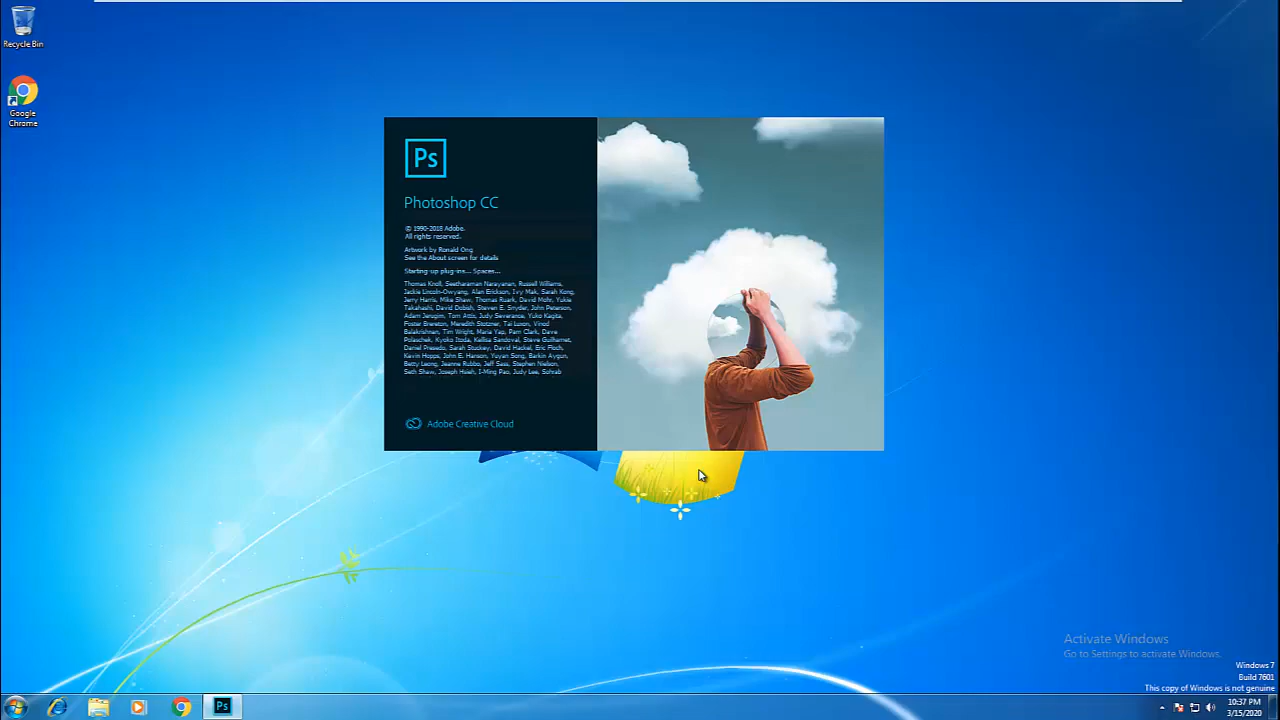 Recycle Bin
Google
Chrome
Ps
Photoshop CC
© 1990-2018 Adobe.
All rights reserved.
Artwork by Ronald Ong
See the About screen for details
Starting-up plug-ins... Spaces...
Thomas Knoll, Seetharaman Narayanan, Russell Williams,
Jackie Lincoln-Owyang, Alan Erickson, Ivy Mak, Sarah Kong,
Jerry Harris, Mike Shaw, Thomas Ruark, David Mohr, Yukie
Takahashi, David Dobish, Steven E. Snyder, John Peterson,
Adam Jerugim, Tom Attix, Judy Severance, Yuko Kagita,
Foster Brereton, Meredith Stotzner, Tai Luxon, Vinod
Balakrishnan, Tim Wright, Maria Yap, Pam Clark, Dave
Polaschek, Kyoko Itoda, Kellisa Sandoval, Steve Guilhamet,
Daniel Presedo, Sarah Stuckey, David Hackel, Eric Floch,
Kevin Hopps, John E. Hanson, Yuyan Song, Barkin Aygun,
Betty Leong, Jeanne Rubbo, Jeff Sass, Stephen Nielson,
Seth Shaw, Joseph Hsieh, I-Ming Pao, Judy Lee, Sohrab
Adobe Creative Cloud
Activate Windows
Go to Settings to activate Windows.
Windows 7
Build 7601
This copy of Windows is not genuine
Ps
10:37 PM
3/15/2020